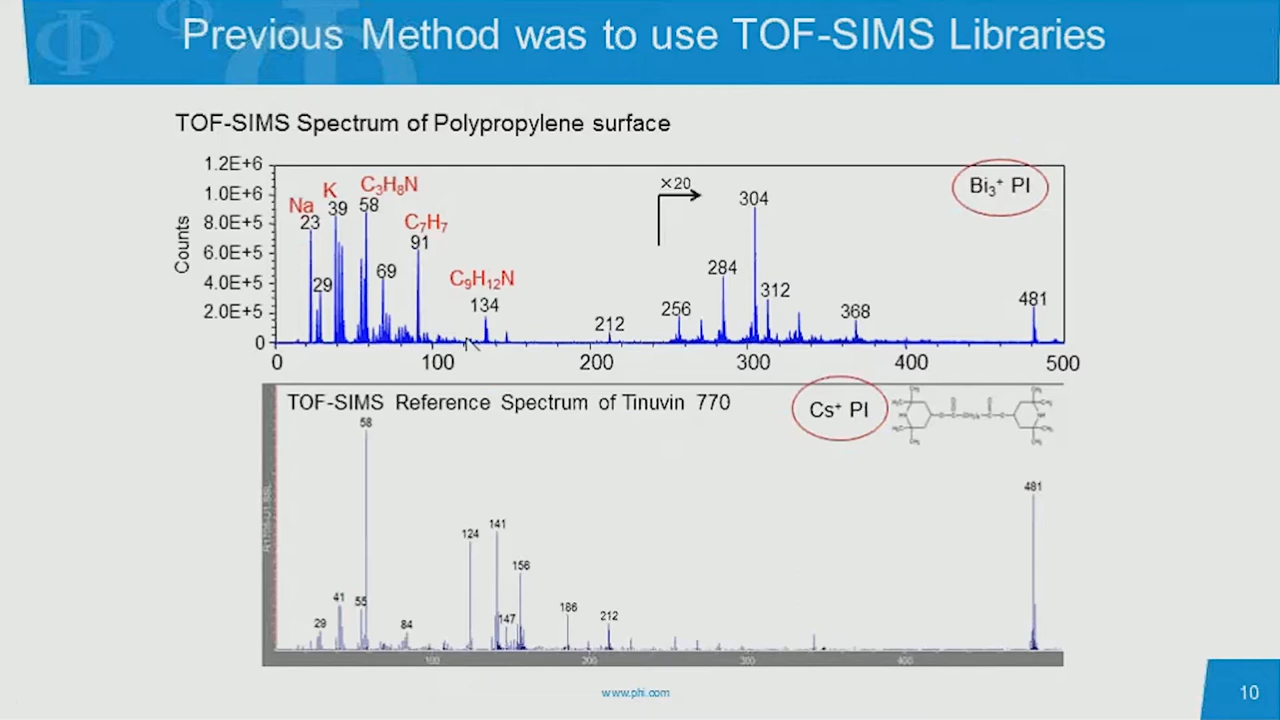 Previous Method was to use TOF-SIMS Libraries
TOF-SIMS Spectrum of Polypropylene surface
1.2E+6
1.0E+6
8.0E+5
6.0E+5
4.0E+5
2.0E+5
0
Counts
Na
23
29
K
39
C₃H₈N
58
69
C₇H₇
91
C₉H₁₂N
134
212
×20
256
284
304
312
368
481
Bi₃⁺ PI
0 100 200 300 400 500
TOF-SIMS Reference Spectrum of Tinuvin 770
Cs⁺ PI
29
41
55
58
84
124
141
147
156
186
212
481
100 200 300 400
www.phi.com
10